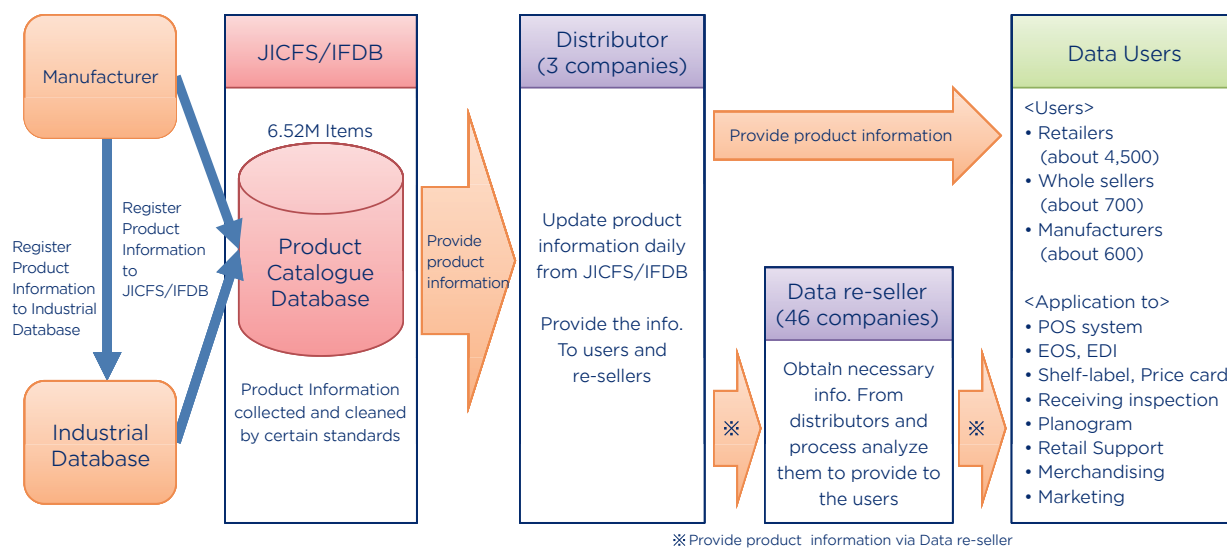 Manufacturer
Register
Product
Information
to Industrial
Database
Register
Product
Information
to
JICFS/IFDB
Industrial
Database
JICFS/IFDB
6.52M Items
Product
Catalogue
Database
Product Information
collected and cleaned
by certain standards
Provide
product
information
Distributor
(3 companies)
Update product
information daily
from JICFS/IFDB
Provide the info.
To users and
re-sellers
Provide product information
※
Data re-seller
(46 companies)
ObtaIn necessary
info. From
distributors and
process analyze
them to provide to
the users
※
Data Users
<Users>
• Retailers
(about 4,500)
• Whole sellers
(about 700)
• Manufacturers
(about 600)
<Application to>
• POS system
• EOS, EDI
• Shelf-label, Price card
• Receiving inspection
• Planogram
• Retail Support
• Merchandising
• Marketing
※ Provide product information via Data re-seller